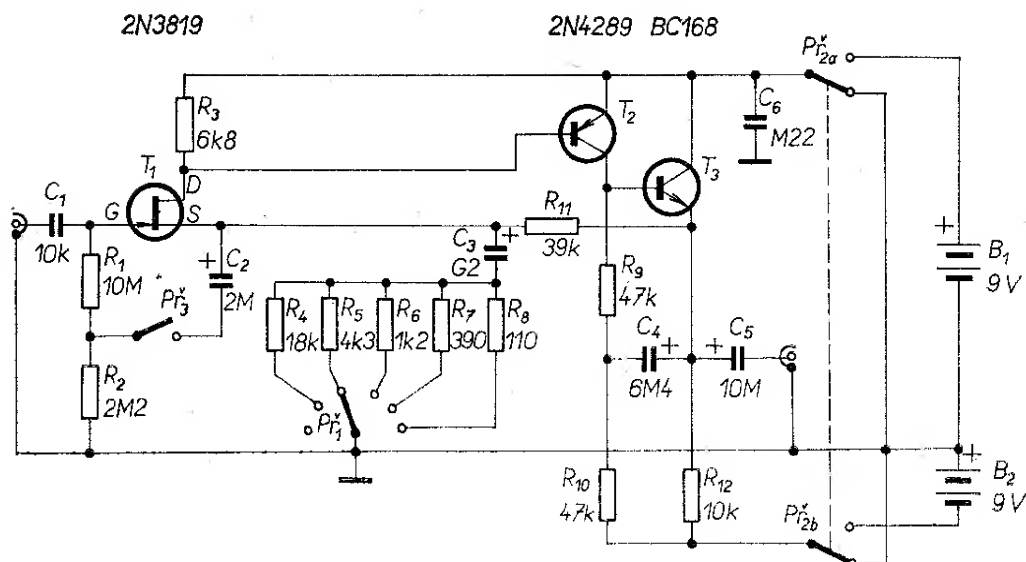 2N3819
2N4289 BC168
Př2a
R3
6k8
T2
C6
M22
T1
D
T3
C1
G
S
R11
+
10k
39k
C3
+
G2
R1
10M
+
C2
2M
Př3
R9
47k
B1
9V
R4
18k
R5
4k3
R6
1k2
R7
390
R8
110
C4
+
6M4
+
C5
10M
R2
2M2
Př1
+
R10
47k
R12
10k
Př2b
B2
9V